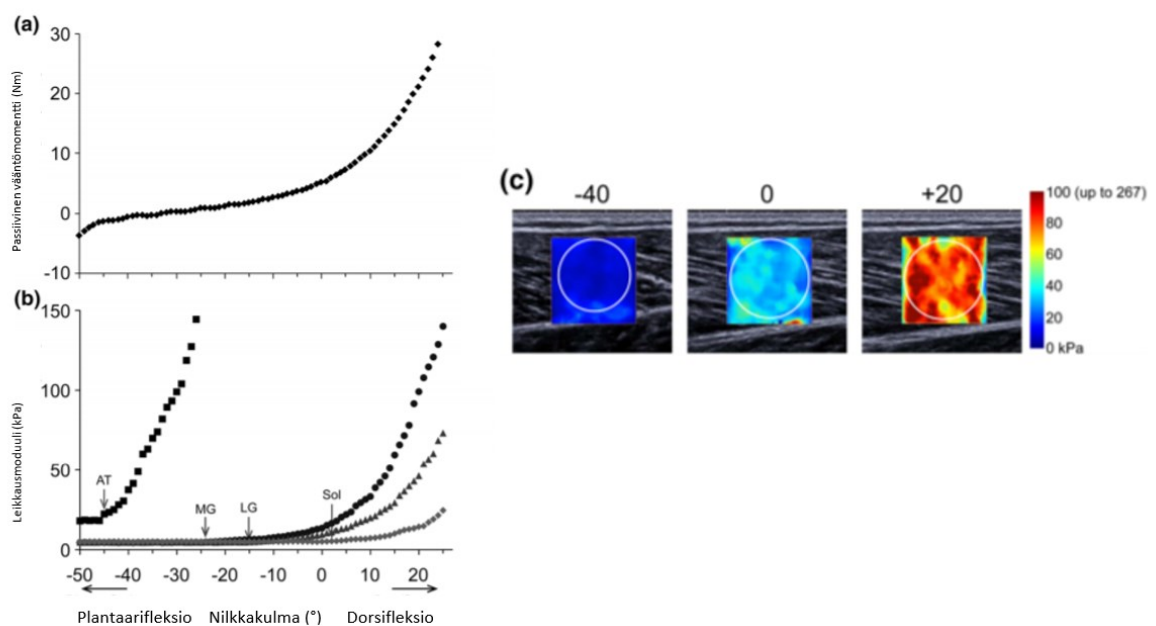 (a)
30
20
10
0
-10
Passiivinen vääntömomentti (Nm)
(b)
150
100
50
0
Leikkausmoduuli (kPa)
AT
MG
LG
Sol
-50 -40 -30 -20 -10 0 10 20
Plantaarifleksio Nilkkakulma (°) Dorsifleksio
(c)
-40 0 +20
100 (up to 267)
80
60
40
20
0 kPa